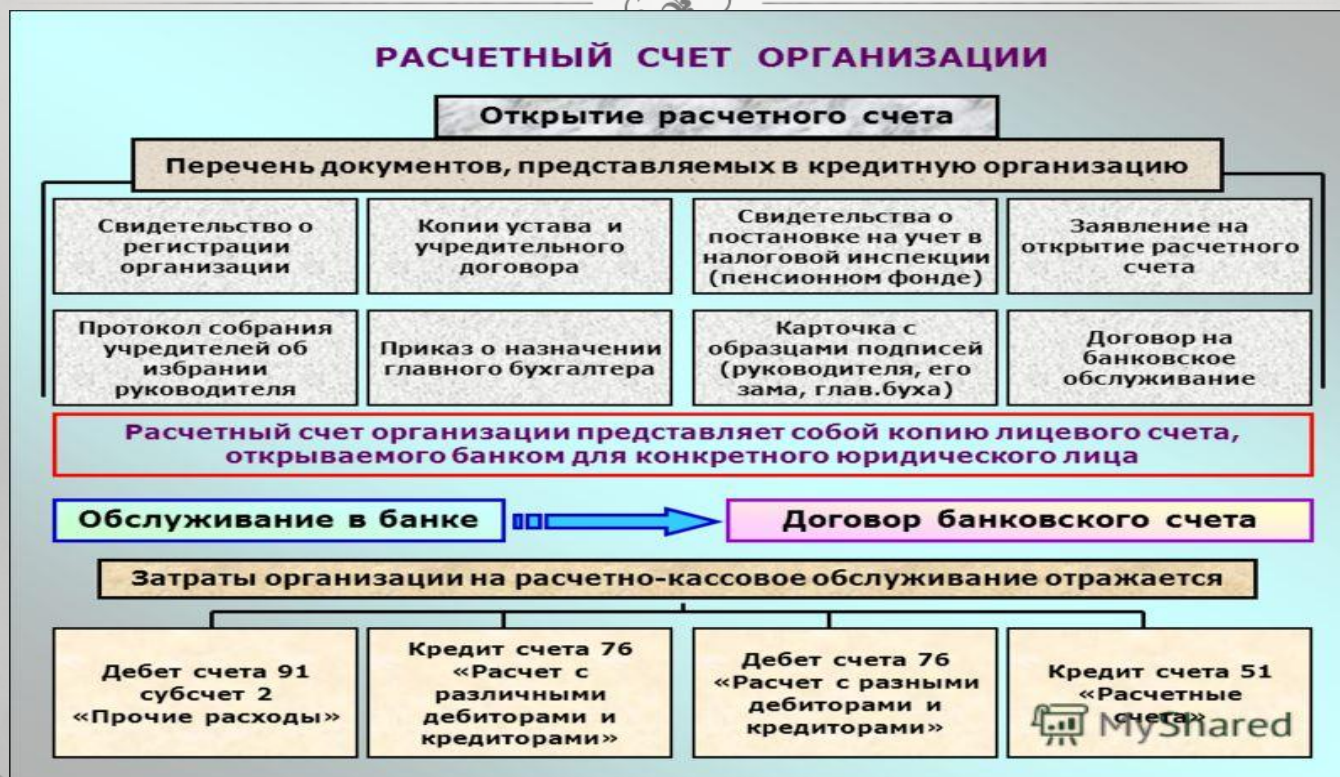 РАСЧЕТНЫЙ СЧЕТ ОРГАНИЗАЦИИ
Открытие расчетного счета
Перечень документов, представляемых в кредитную организацию
Свидетельство о
регистрации
организации
Копии устава и
учредительного
договора
Свидетельства о
постановке на учет в
налоговой инспекции
(пенсионном фонде)
Заявление на
открытие расчетного
счета
Протокол собрания
учредителей об
избрании
руководителя
Приказ о назначении
главного бухгалтера
Карточка с
образцами подписей
(руководителя, его
зама, глав.буха)
Договор на
банковское
обслуживание
Расчетный счет организации представляет собой копию лицевого счета,
открываемого банком для конкретного юридического лица
Обслуживание в банке
Договор банковского счета
Затраты организации на расчетно-кассовое обслуживание отражается
Дебет счета 91
субсчет 2
«Прочие расходы»
Кредит счета 76
«Расчет с
различными
дебиторами и
кредиторами»
Дебет счета 76
«Расчет с разными
дебиторами и
кредиторами»
Кредит счета 51
«Расчетные
счета»
MyShared